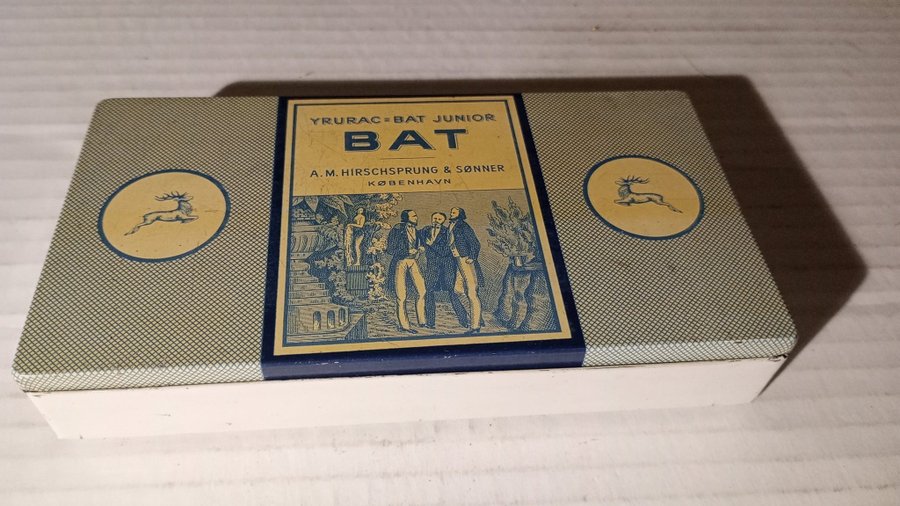 YRURAC=BAT JUNIOR
BAT
A.M. HIRSCHSPRUNG & SØNNER
KØBENHAVN